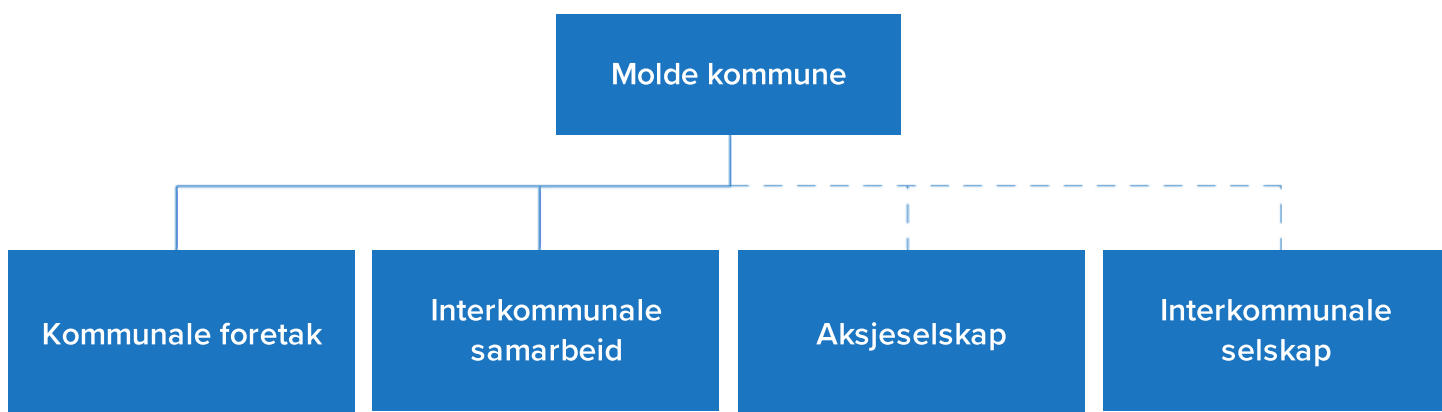 Molde kommune
Kommunale foretak
Interkommunale
samarbeid
Aksjeselskap
Interkommunale
selskap